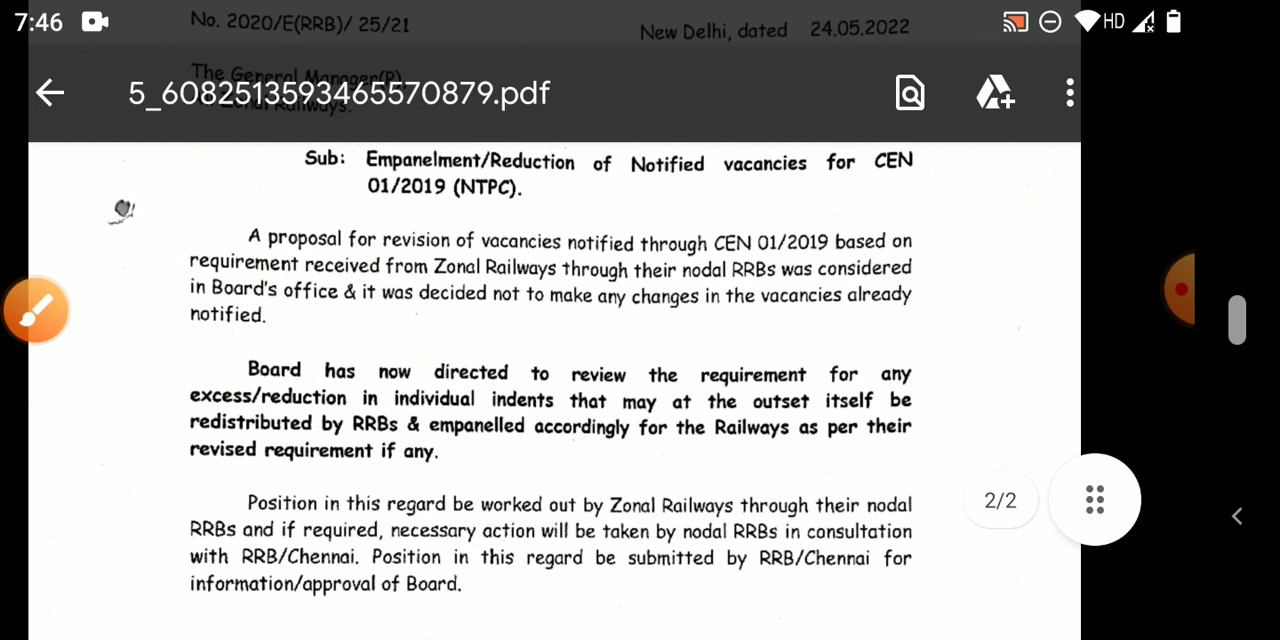 7:46
HD
No. 2020/E(RRB)/ 25/21
New Delhi, dated 24.05.2022
The General Manager(P)
Zonal Railways.
5_6082513593465570879.pdf
Sub: Empanelment/Reduction of Notified vacancies for CEN
01/2019 (NTPC).
A proposal for revision of vacancies notified through CEN 01/2019 based on
requirement received from Zonal Railways through their nodal RRBs was considered
in Board's office & it was decided not to make any changes in the vacancies already
notified.
Board has now directed to review the requirement for any
excess/reduction in individual indents that may at the outset itself be
redistributed by RRBs & empanelled accordingly for the Railways as per their
revised requirement if any.
Position in this regard be worked out by Zonal Railways through their nodal
RRBs and if required, necessary action will be taken by nodal RRBs in consultation
with RRB/Chennai. Position in this regard be submitted by RRB/Chennai for
information/approval of Board.
2/2